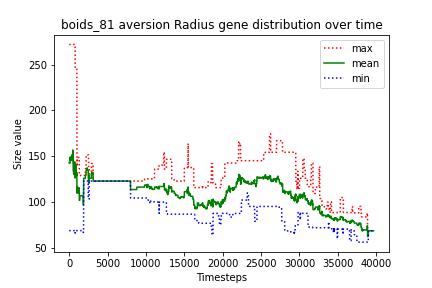 boids_81 aversion Radius gene distribution over time
max
mean
min
Size value
250
200
150
100
50
0 5000 10000 15000 20000 25000 30000 35000 40000
Timesteps